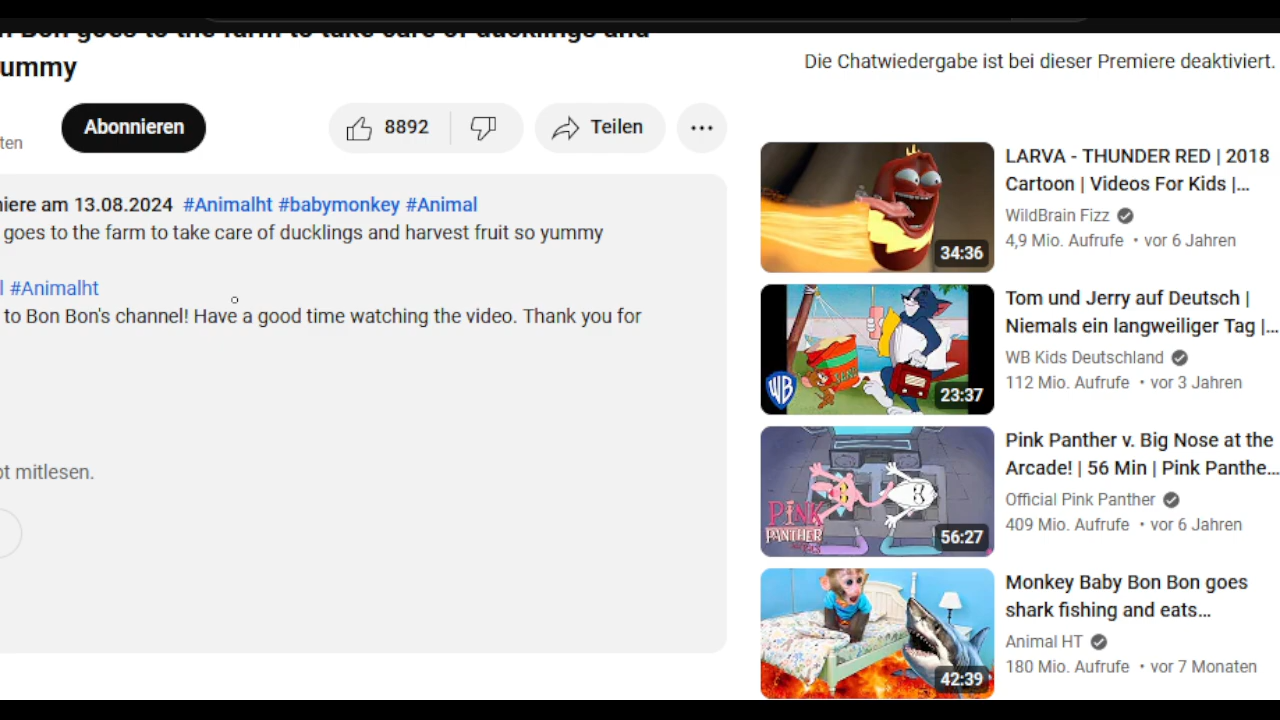 n Bon goes to the farm to take care of ducklings and
ummy
ten
Abonnieren
8892
Teilen
niere am 13.08.2024 #Animalht #babymonkey #Animal
goes to the farm to take care of ducklings and harvest fruit so yummy
l #Animalht
to Bon Bon's channel! Have a good time watching the video. Thank you for
ot mitlesen.
Die Chatwiedergabe ist bei dieser Premiere deaktiviert.
34:36
LARVA - THUNDER RED | 2018
Cartoon | Videos For Kids |...
WildBrain Fizz
4,9 Mio. Aufrufe • vor 6 Jahren
WB
23:37
Tom und Jerry auf Deutsch |
Niemals ein langweiliger Tag |...
WB Kids Deutschland
112 Mio. Aufrufe • vor 3 Jahren
PINK
PANTHER
56:27
Pink Panther v. Big Nose at the
Arcade! | 56 Min | Pink Panthe...
Official Pink Panther
409 Mio. Aufrufe • vor 6 Jahren
42:39
Monkey Baby Bon Bon goes
shark fishing and eats...
Animal HT
180 Mio. Aufrufe • vor 7 Monaten